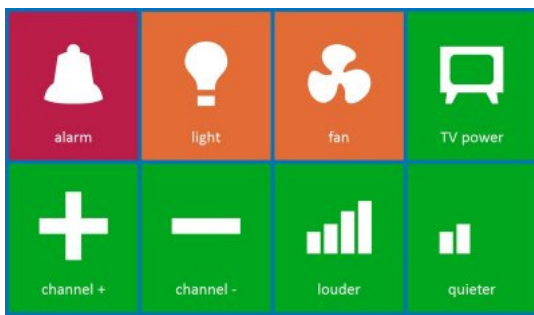 alarm
light
fan
TV power
channel +
channel -
louder
quieter